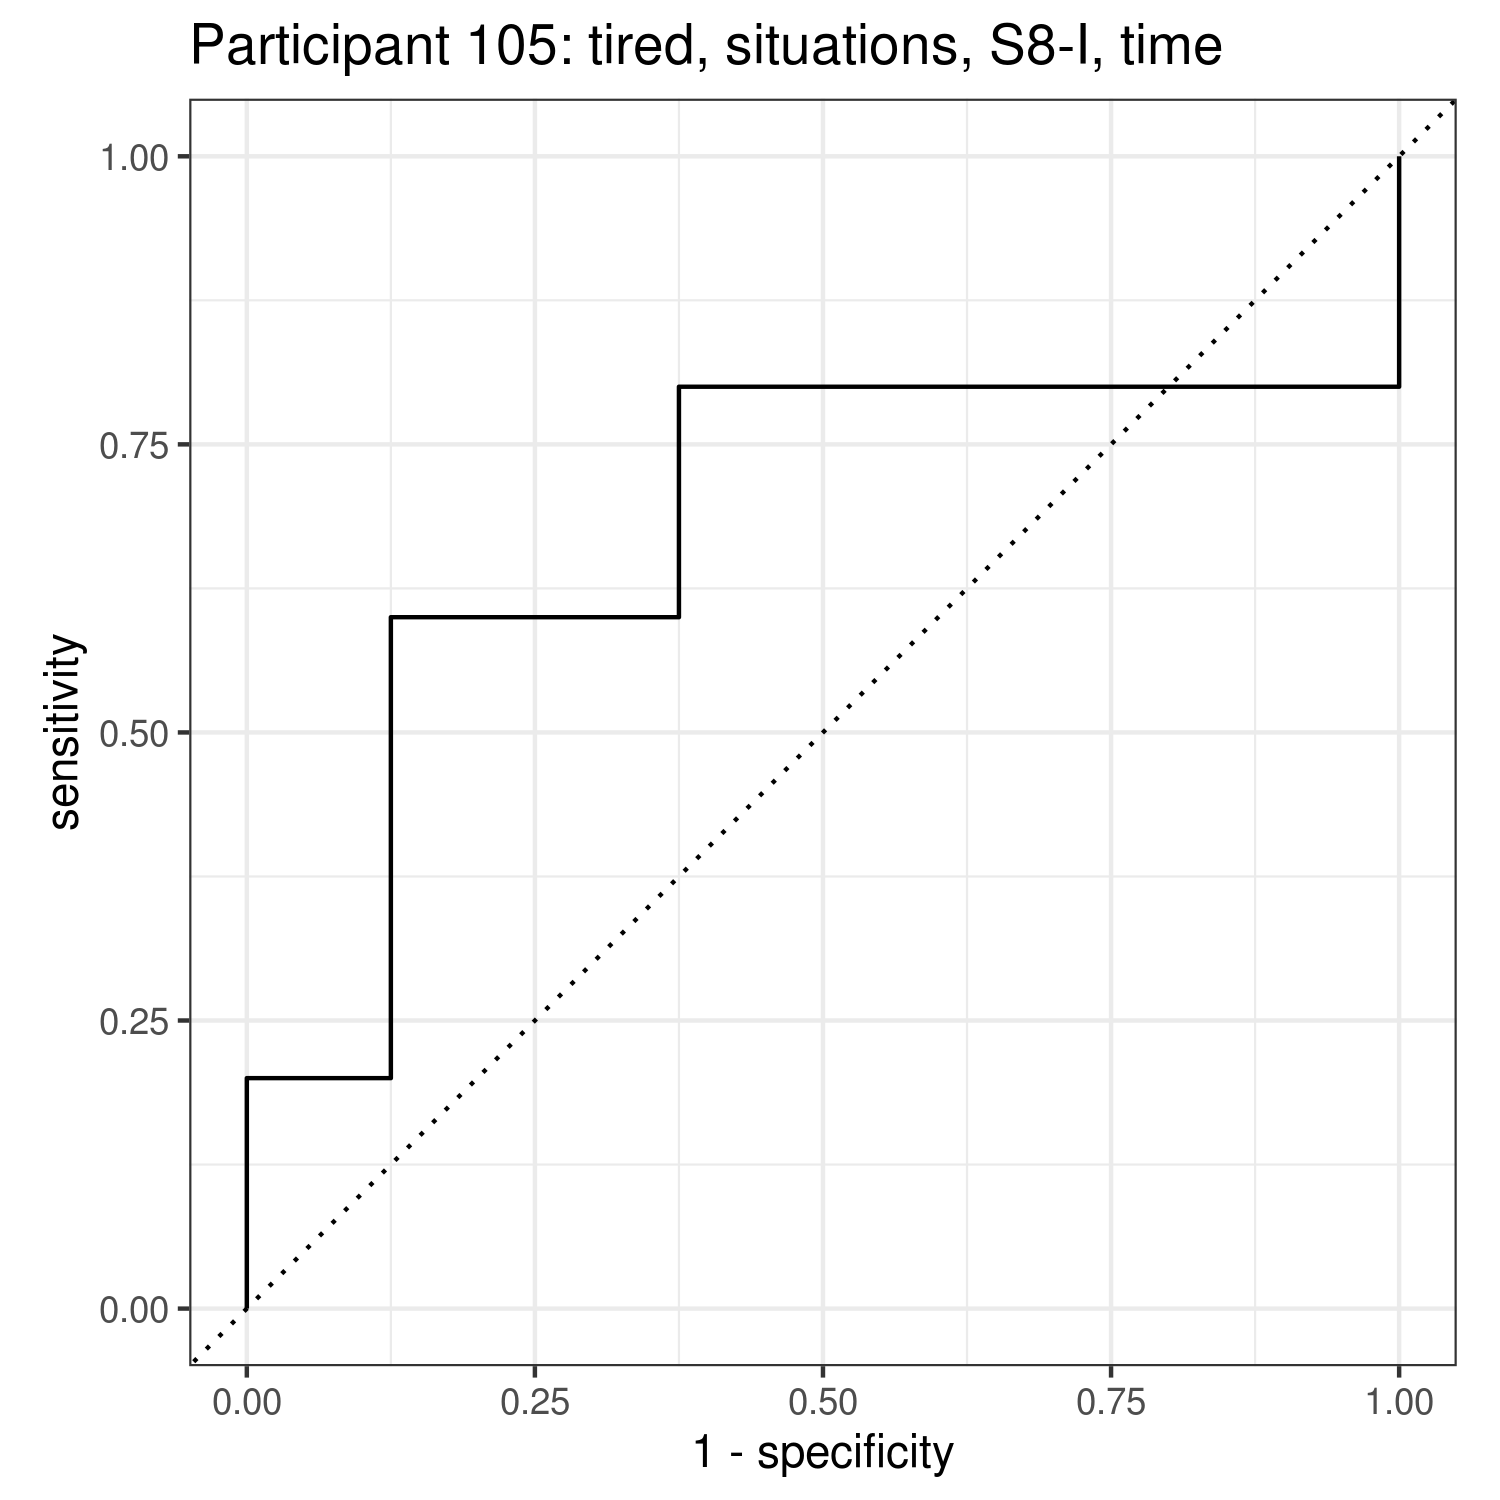 Participant 105: tired, situations, S8-I, time
1.00
0.75
0.50
0.25
0.00
sensitivity
0.00 0.25 0.50 0.75 1.00
1 - specificity